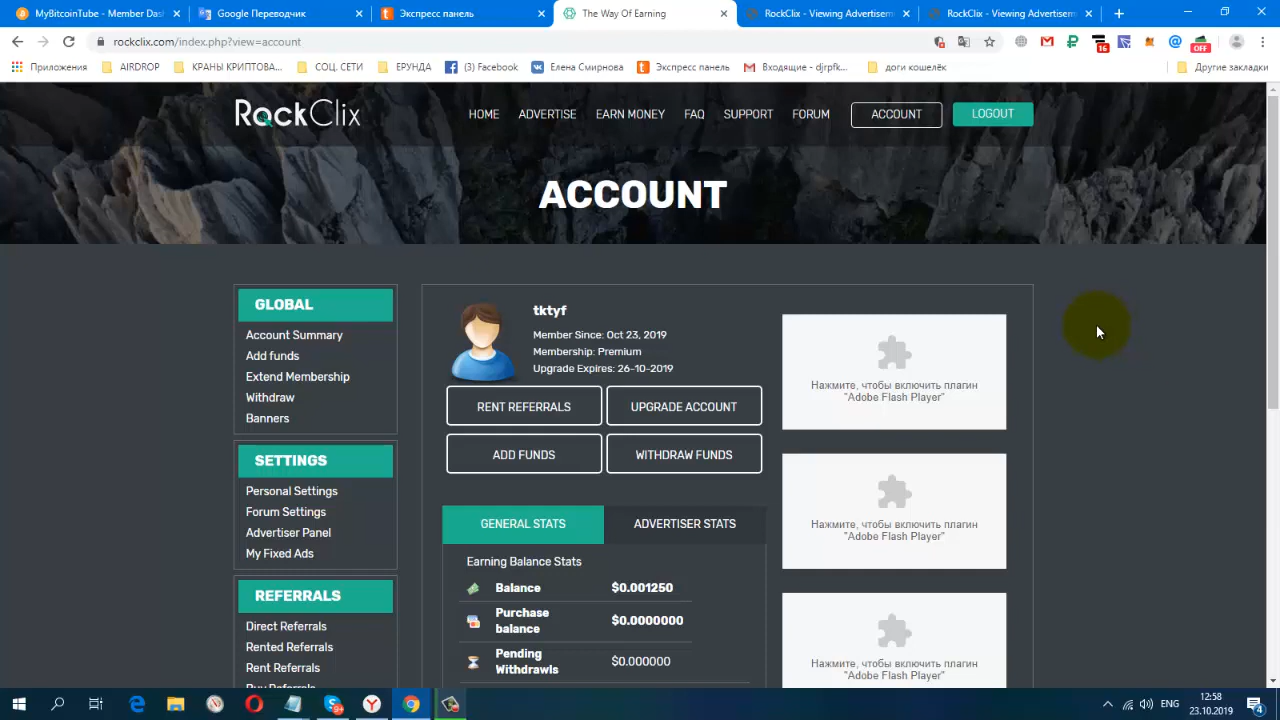 MyBitcoinTube - Member Das
Google Переводчик
Экспресс панель
The Way Of Earning
RockClix - Viewing Advertisem
RockClix - Viewing Advertisem
rockclix.com/index.php?view=account
16
OFF
Приложения
AIRDROP
КРАНЫ КРИПТОВА...
СОЦ. СЕТИ
ЕРУНДА
(3) Facebook
Елена Смирнова
Экспресс панель
Входящие - djrpfk...
доги кошелёк
Другие закладки
RockClix
HOME
ADVERTISE
EARN MONEY
FAQ
SUPPORT
FORUM
ACCOUNT
LOGOUT
ACCOUNT
GLOBAL
Account Summary
Add funds
Extend Membership
Withdraw
Banners
SETTINGS
Personal Settings
Forum Settings
Advertiser Panel
My Fixed Ads
REFERRALS
Direct Referrals
Rented Referrals
Rent Referrals
tktyf
Member Since: Oct 23, 2019
Membership: Premium
Upgrade Expires: 26-10-2019
RENT REFERRALS
UPGRADE ACCOUNT
ADD FUNDS
WITHDRAW FUNDS
GENERAL STATS
ADVERTISER STATS
Earning Balance Stats
Balance $0.001250
Purchase
balance $0.0000000
Pending
Withdrawls $0.000000
Нажмите, чтобы включить плагин
"Adobe Flash Player"
Нажмите, чтобы включить плагин
"Adobe Flash Player"
Нажмите, чтобы включить плагин
"Adobe Flash Player"
ENG
12:58
23.10.2019
4